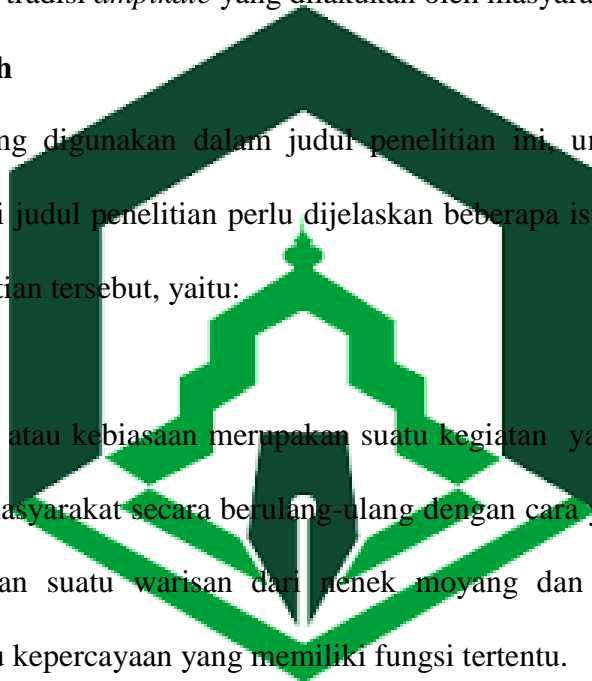 tradisi ampikale yang dilakukan oleh masyara
h
ng digunakan dalam judul penelitian ini, u
i judul penelitian perlu dijelaskan beberapa is
tian tersebut, yaitu:
atau kebiasaan merupakan suatu kegiatan ya
asyarakat secara berulang-ulang dengan cara y
an suatu warisan dari nenek moyang dan
u kepercayaan yang memiliki fungsi tertentu.